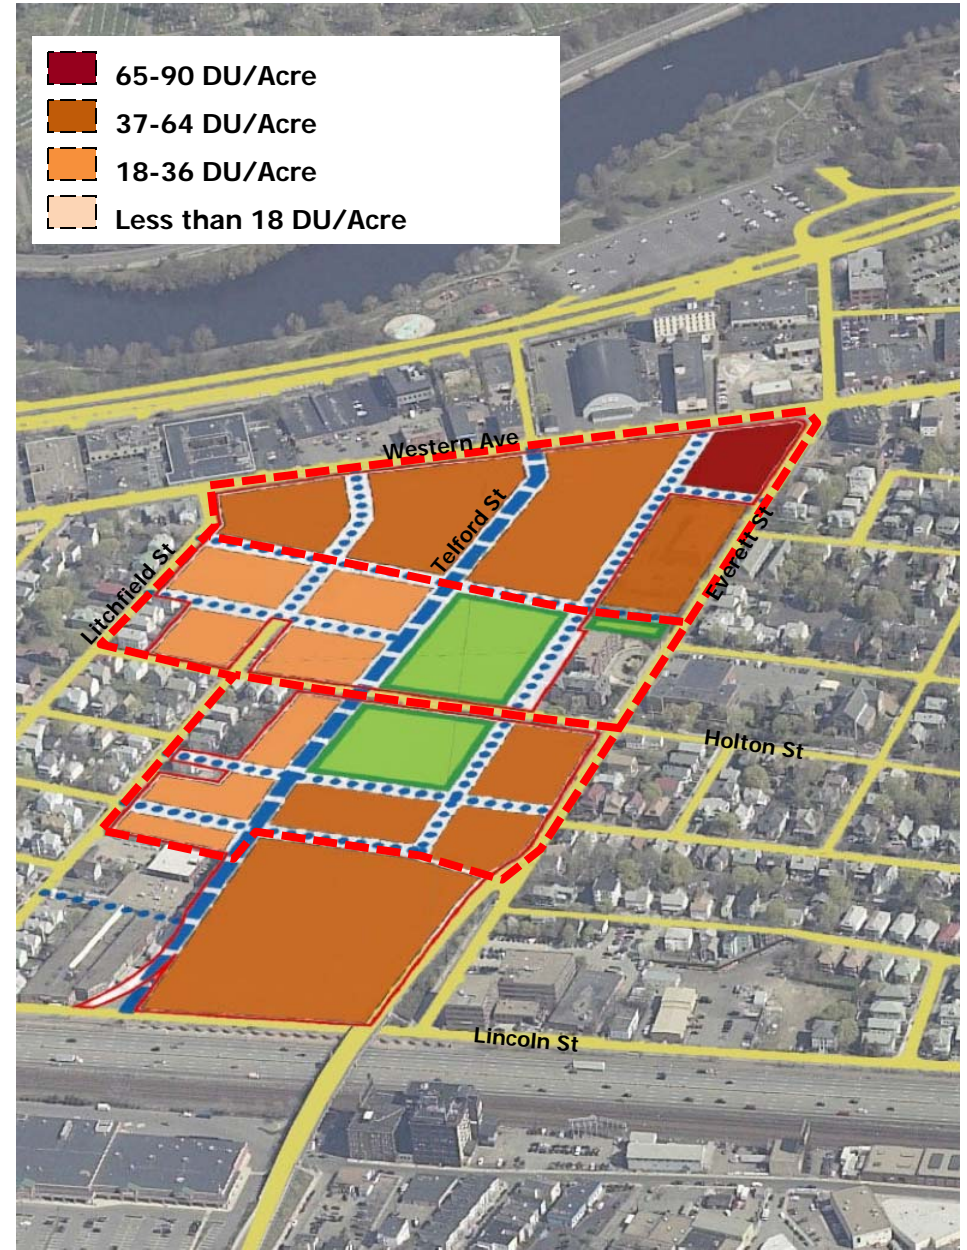 65-90 DU/Acre
37-64 DU/Acre
18-36 DU/Acre
Less than 18 DU/Acre
Western Ave
Telford St
Everett St
Litchfield St
Holton St
Lincoln St